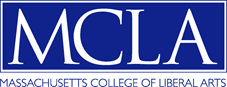 MCLA
MASSACHUSETTS COLLEGE OF LIBERAL ARTS